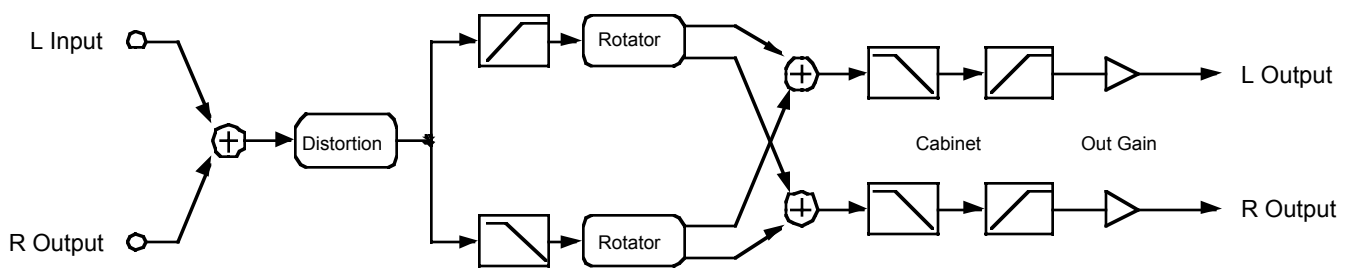 L Input
Rotator
L Output
Distortion
Cabinet
Out Gain
R Output
Rotator
R Output